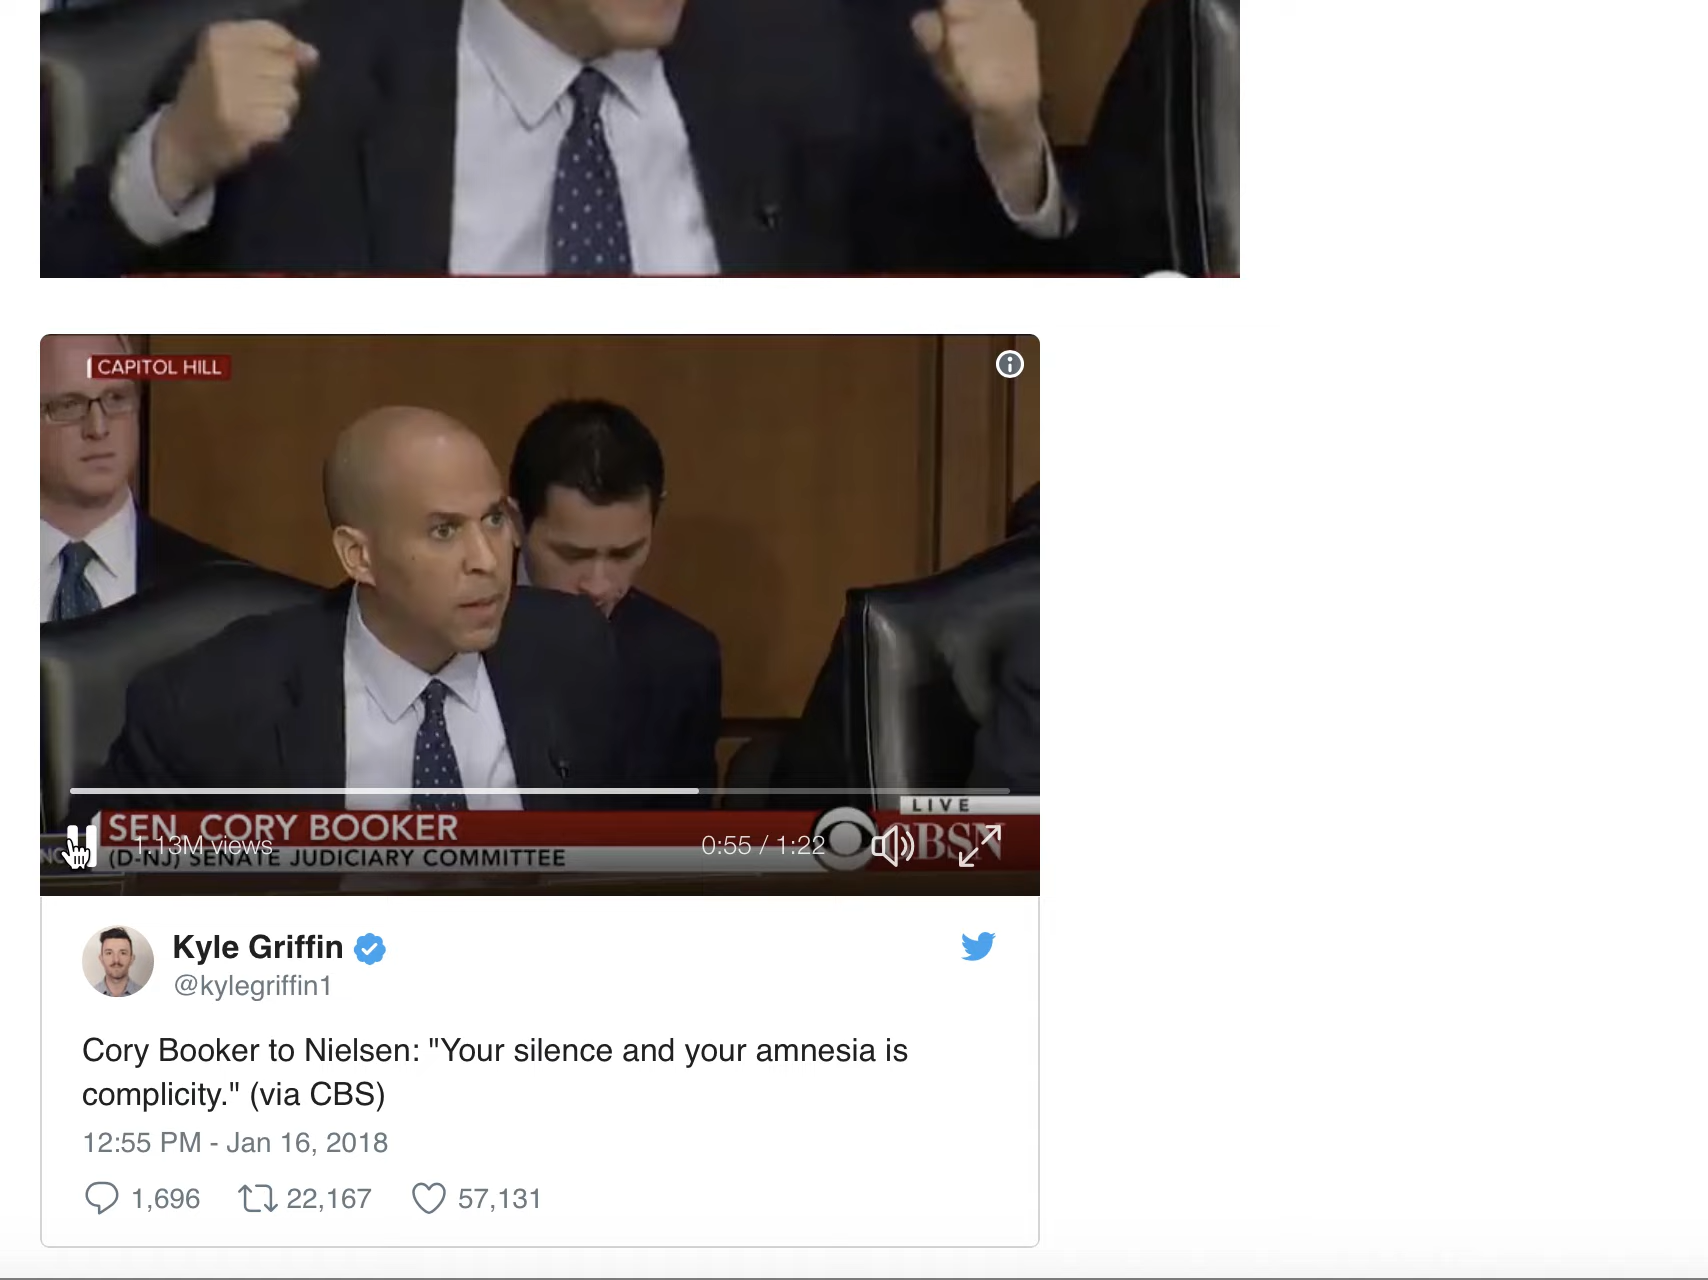 CAPITOL HILL
LIVE
SEN. CORY BOOKER
1.13M views
0:55 / 1:22
CBSN
(D-NJ) SENATE JUDICIARY COMMITTEE
Kyle Griffin
@kylegriffin1
Cory Booker to Nielsen: "Your silence and your amnesia is
complicity." (via CBS)
12:55 PM - Jan 16, 2018
1,696 22,167 57,131